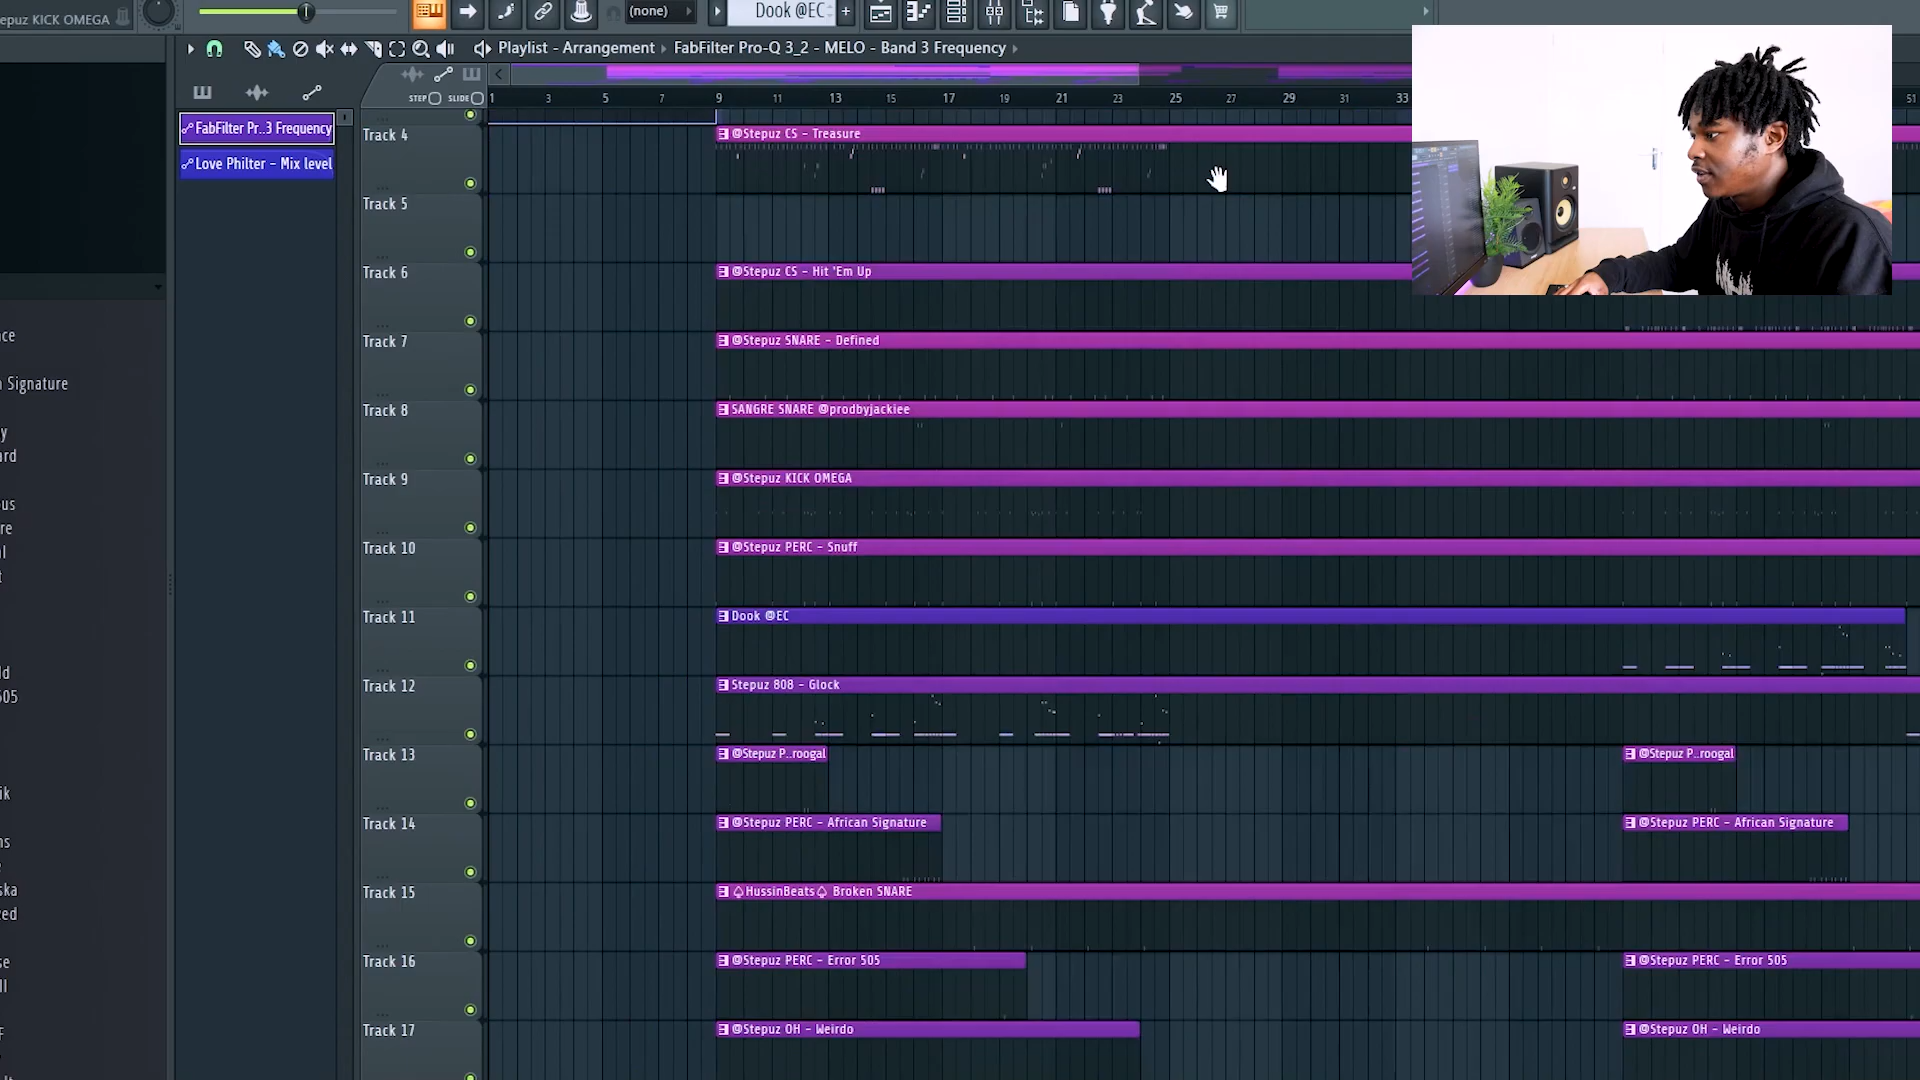 Stepuz KICK OMEGA
(none)
Dook @EC
Playlist - Arrangement › FabFilter Pro-Q 3_2 - MELO - Band 3 Frequency ›
STEP SLIDE
1 3 5 7 9 11 13 15 17 19 21 23 25 27 29 31 33 51
FabFilter Pr..3 Frequency
Love Philter - Mix level
Track 4
@Stepuz CS - Treasure
Track 5
Track 6
@Stepuz CS - Hit 'Em Up
Track 7
@Stepuz SNARE - Defined
Track 8
SANGRE SNARE @prodbyjackiee
Track 9
@Stepuz KICK OMEGA
Track 10
@Stepuz PERC - Snuff
Track 11
Dook @EC
Track 12
Stepuz 808 - Glock
Track 13
@Stepuz P..roogal
@Stepuz P..roogal
Track 14
@Stepuz PERC - African Signature
@Stepuz PERC - African Signature
Track 15
♤HussinBeats♤ Broken SNARE
Track 16
@Stepuz PERC - Error 505
@Stepuz PERC - Error 505
Track 17
@Stepuz OH - Weirdo
@Stepuz OH - Weirdo
Signature